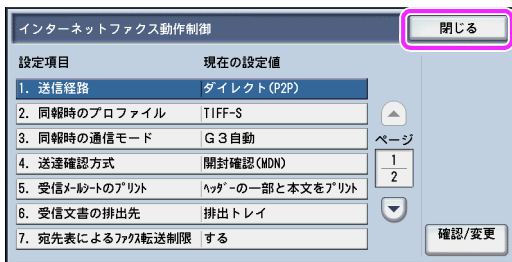 インターネットファクス動作制御
閉じる
設定項目 現在の設定値
1. 送信経路 ダイレクト(P2P)
2. 同報時のプロファイル TIFF-S
3. 同報時の通信モード G3自動
4. 送達確認方式 開封確認(MDN)
5. 受信ﾒｰﾙｼｰﾄのﾌﾟﾘﾝﾄ ﾍｯﾀﾞｰの一部と本文をﾌﾟﾘﾝﾄ
6. 受信文書の排出先 排出トレイ
7. 宛先表によるﾌｧｸｽ転送制限 する
ページ
1
2
確認/変更